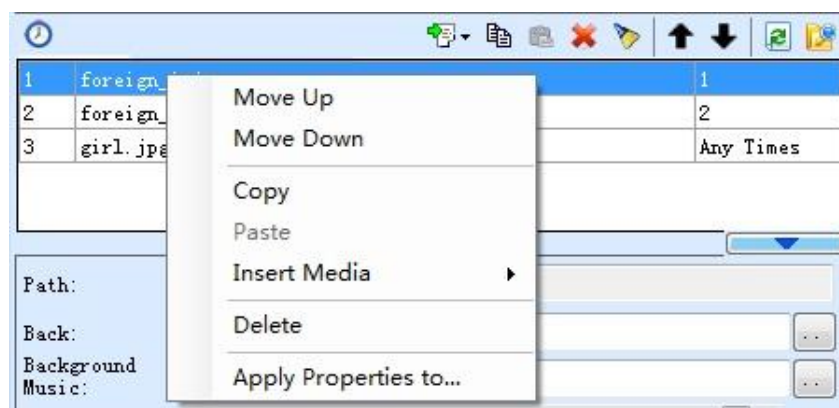 1 foreign_ 1
2 foreign_ 2
3 girl.jpg Any Times
Move Up
Move Down
Copy
Paste
Insert Media
Delete
Apply Properties to...
Path:
Back:
...
Background
Music:
...